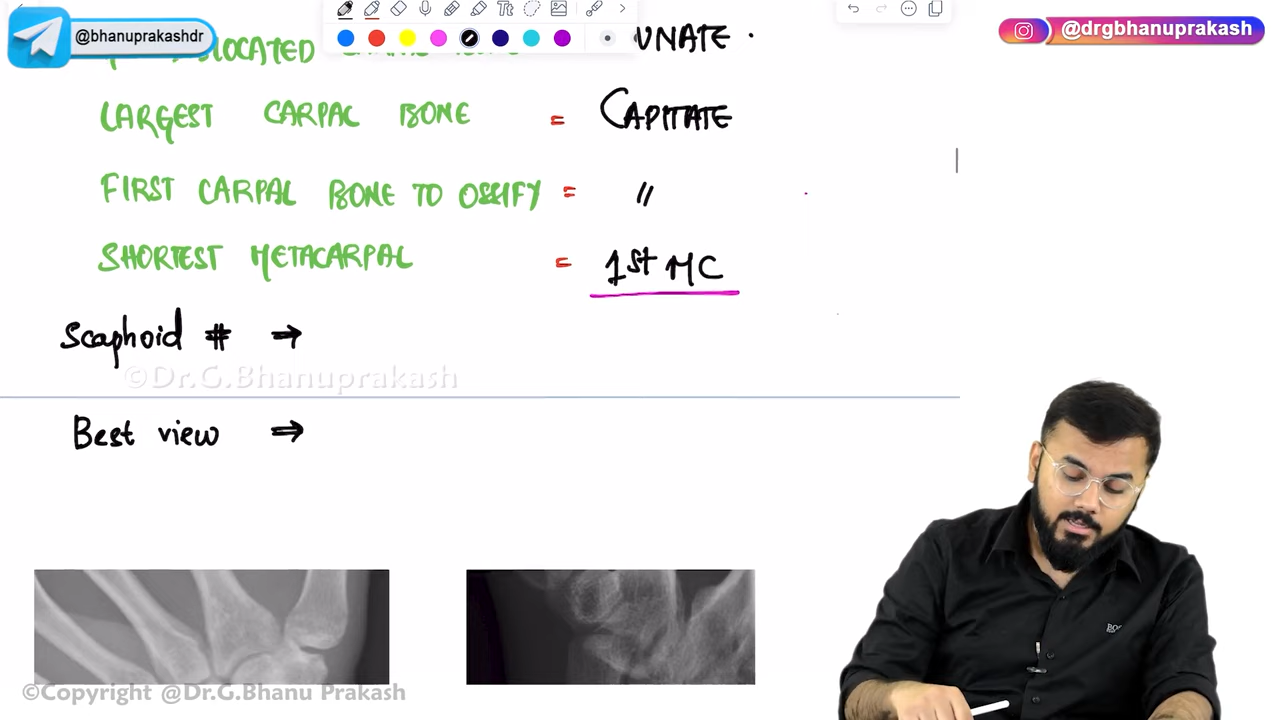 @bhanuprakashdr
@drgbhanuprakash
LOCATED
UNATE .
LARGEST CARPAL BONE = CAPITATE
FIRST CARPAL BONE TO OSSIFY = //
SHORTEST METACARPAL = 1st MC
Scaphoid # →
©Dr.G.Bhanuprakash
Best view ⇒
©Copyright @Dr.G.Bhanu Prakash